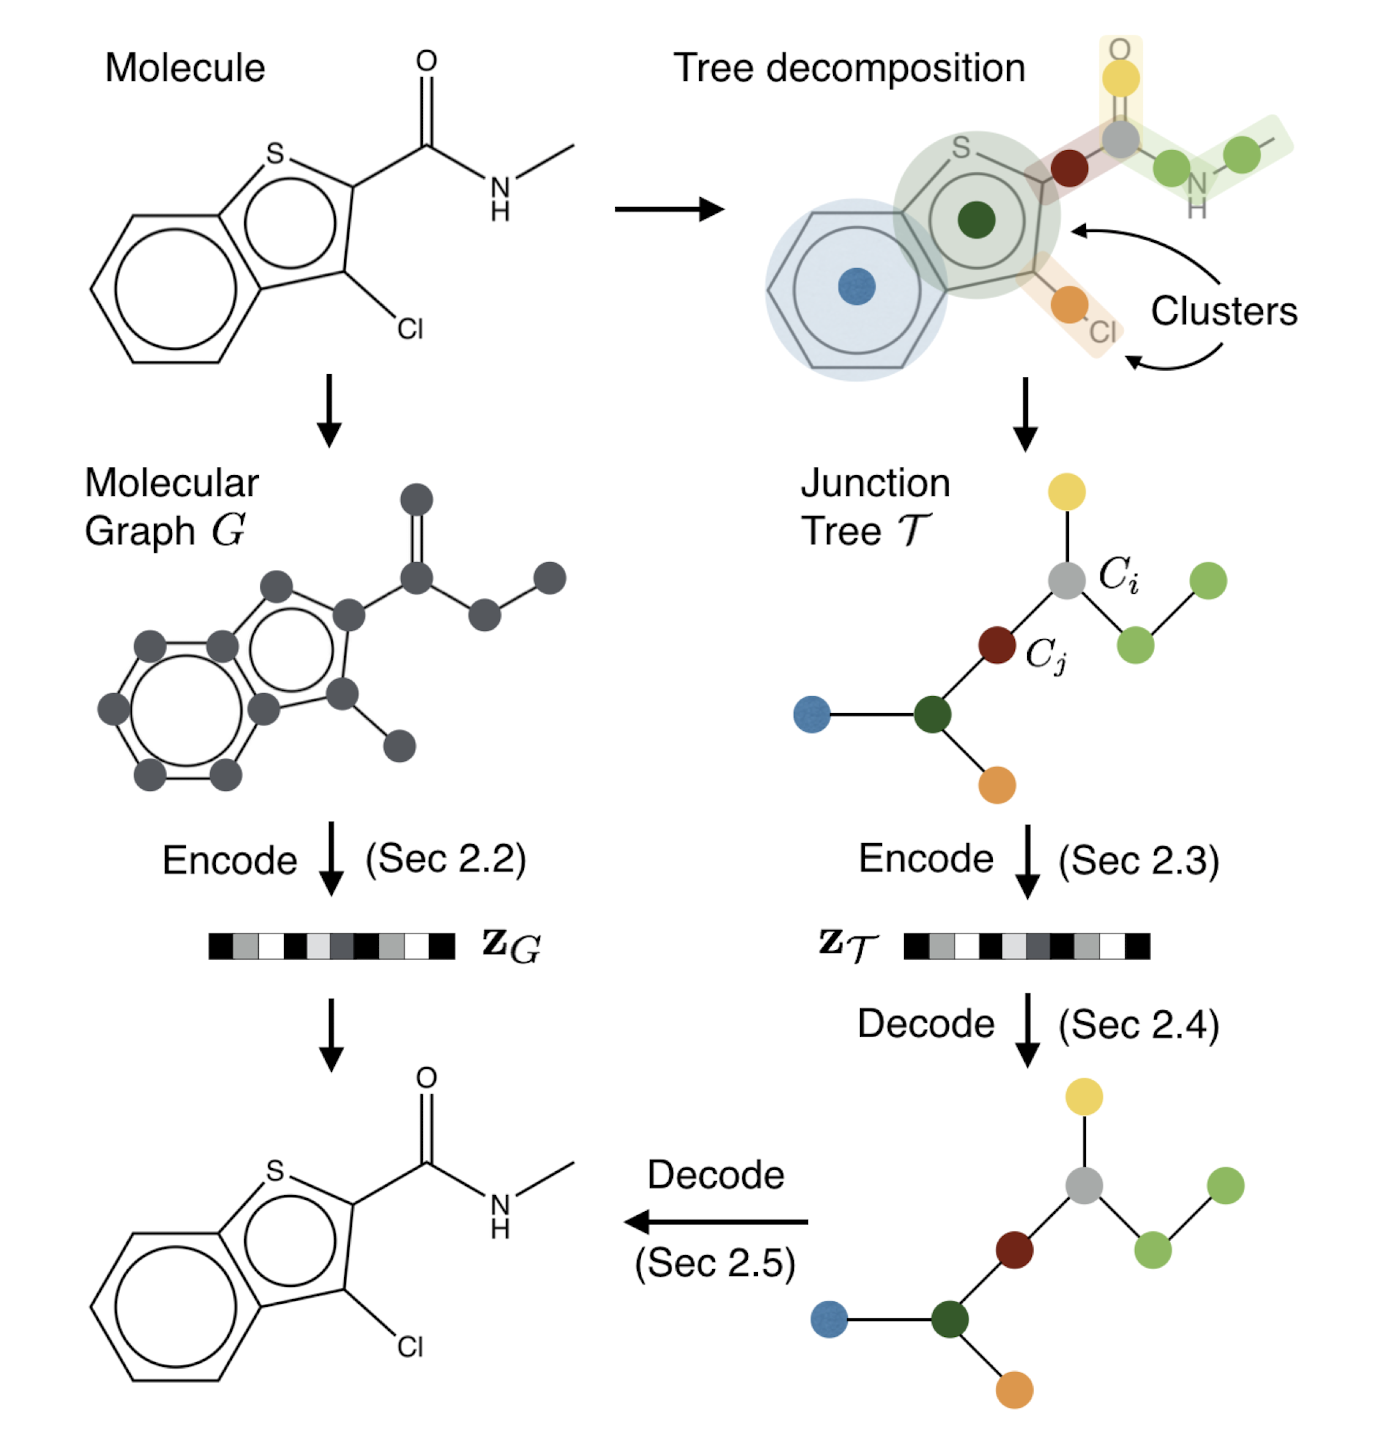 Molecule
O
S
N
H
Cl
Tree decomposition
O
S
N
H
Cl
Clusters
Molecular
Graph G
Junction
Tree 𝒯
C_i
C_j
Encode (Sec 2.2)
Encode (Sec 2.3)
z_G
z_𝒯
Decode (Sec 2.4)
O
S
N
H
Cl
Decode
(Sec 2.5)